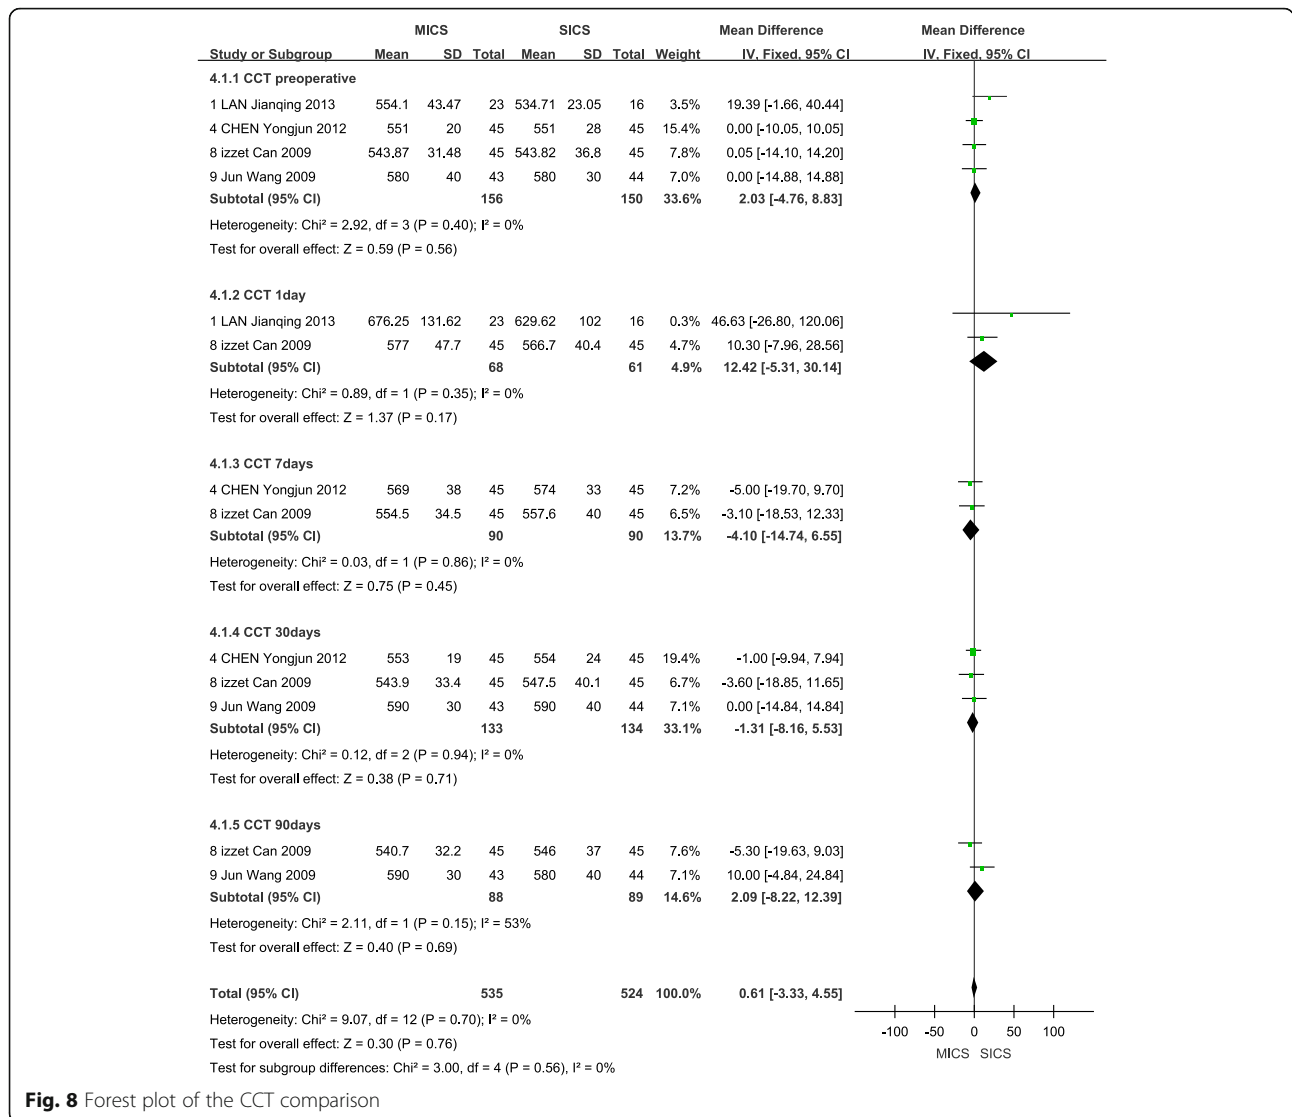 MICS SICS Mean Difference Mean Difference
Study or Subgroup Mean SD Total Mean SD Total Weight IV, Fixed, 95% CI IV, Fixed, 95% CI
4.1.1 CCT preoperative
1 LAN Jianqing 2013 554.1 43.47 23 534.71 23.05 16 3.5% 19.39 [-1.66, 40.44]
4 CHEN Yongjun 2012 551 20 45 551 28 45 15.4% 0.00 [-10.05, 10.05]
8 izzet Can 2009 543.87 31.48 45 543.82 36.8 45 7.8% 0.05 [-14.10, 14.20]
9 Jun Wang 2009 580 40 43 580 30 44 7.0% 0.00 [-14.88, 14.88]
Subtotal (95% CI) 156 150 33.6% 2.03 [-4.76, 8.83]
Heterogeneity: Chi² = 2.92, df = 3 (P = 0.40); I² = 0%
Test for overall effect: Z = 0.59 (P = 0.56)
4.1.2 CCT 1day
1 LAN Jianqing 2013 676.25 131.62 23 629.62 102 16 0.3% 46.63 [-26.80, 120.06]
8 izzet Can 2009 577 47.7 45 566.7 40.4 45 4.7% 10.30 [-7.96, 28.56]
Subtotal (95% CI) 68 61 4.9% 12.42 [-5.31, 30.14]
Heterogeneity: Chi² = 0.89, df = 1 (P = 0.35); I² = 0%
Test for overall effect: Z = 1.37 (P = 0.17)
4.1.3 CCT 7days
4 CHEN Yongjun 2012 569 38 45 574 33 45 7.2% -5.00 [-19.70, 9.70]
8 izzet Can 2009 554.5 34.5 45 557.6 40 45 6.5% -3.10 [-18.53, 12.33]
Subtotal (95% CI) 90 90 13.7% -4.10 [-14.74, 6.55]
Heterogeneity: Chi² = 0.03, df = 1 (P = 0.86); I² = 0%
Test for overall effect: Z = 0.75 (P = 0.45)
4.1.4 CCT 30days
4 CHEN Yongjun 2012 553 19 45 554 24 45 19.4% -1.00 [-9.94, 7.94]
8 izzet Can 2009 543.9 33.4 45 547.5 40.1 45 6.7% -3.60 [-18.85, 11.65]
9 Jun Wang 2009 590 30 43 590 40 44 7.1% 0.00 [-14.84, 14.84]
Subtotal (95% CI) 133 134 33.1% -1.31 [-8.16, 5.53]
Heterogeneity: Chi² = 0.12, df = 2 (P = 0.94); I² = 0%
Test for overall effect: Z = 0.38 (P = 0.71)
4.1.5 CCT 90days
8 izzet Can 2009 540.7 32.2 45 546 37 45 7.6% -5.30 [-19.63, 9.03]
9 Jun Wang 2009 590 30 43 580 40 44 7.1% 10.00 [-4.84, 24.84]
Subtotal (95% CI) 88 89 14.6% 2.09 [-8.22, 12.39]
Heterogeneity: Chi² = 2.11, df = 1 (P = 0.15); I² = 53%
Test for overall effect: Z = 0.40 (P = 0.69)
Total (95% CI) 535 524 100.0% 0.61 [-3.33, 4.55]
Heterogeneity: Chi² = 9.07, df = 12 (P = 0.70); I² = 0%
Test for overall effect: Z = 0.30 (P = 0.76)
Test for subgroup differences: Chi² = 3.00, df = 4 (P = 0.56), I² = 0%
-100 -50 0 50 100
MICS SICS
Fig. 8 Forest plot of the CCT comparison